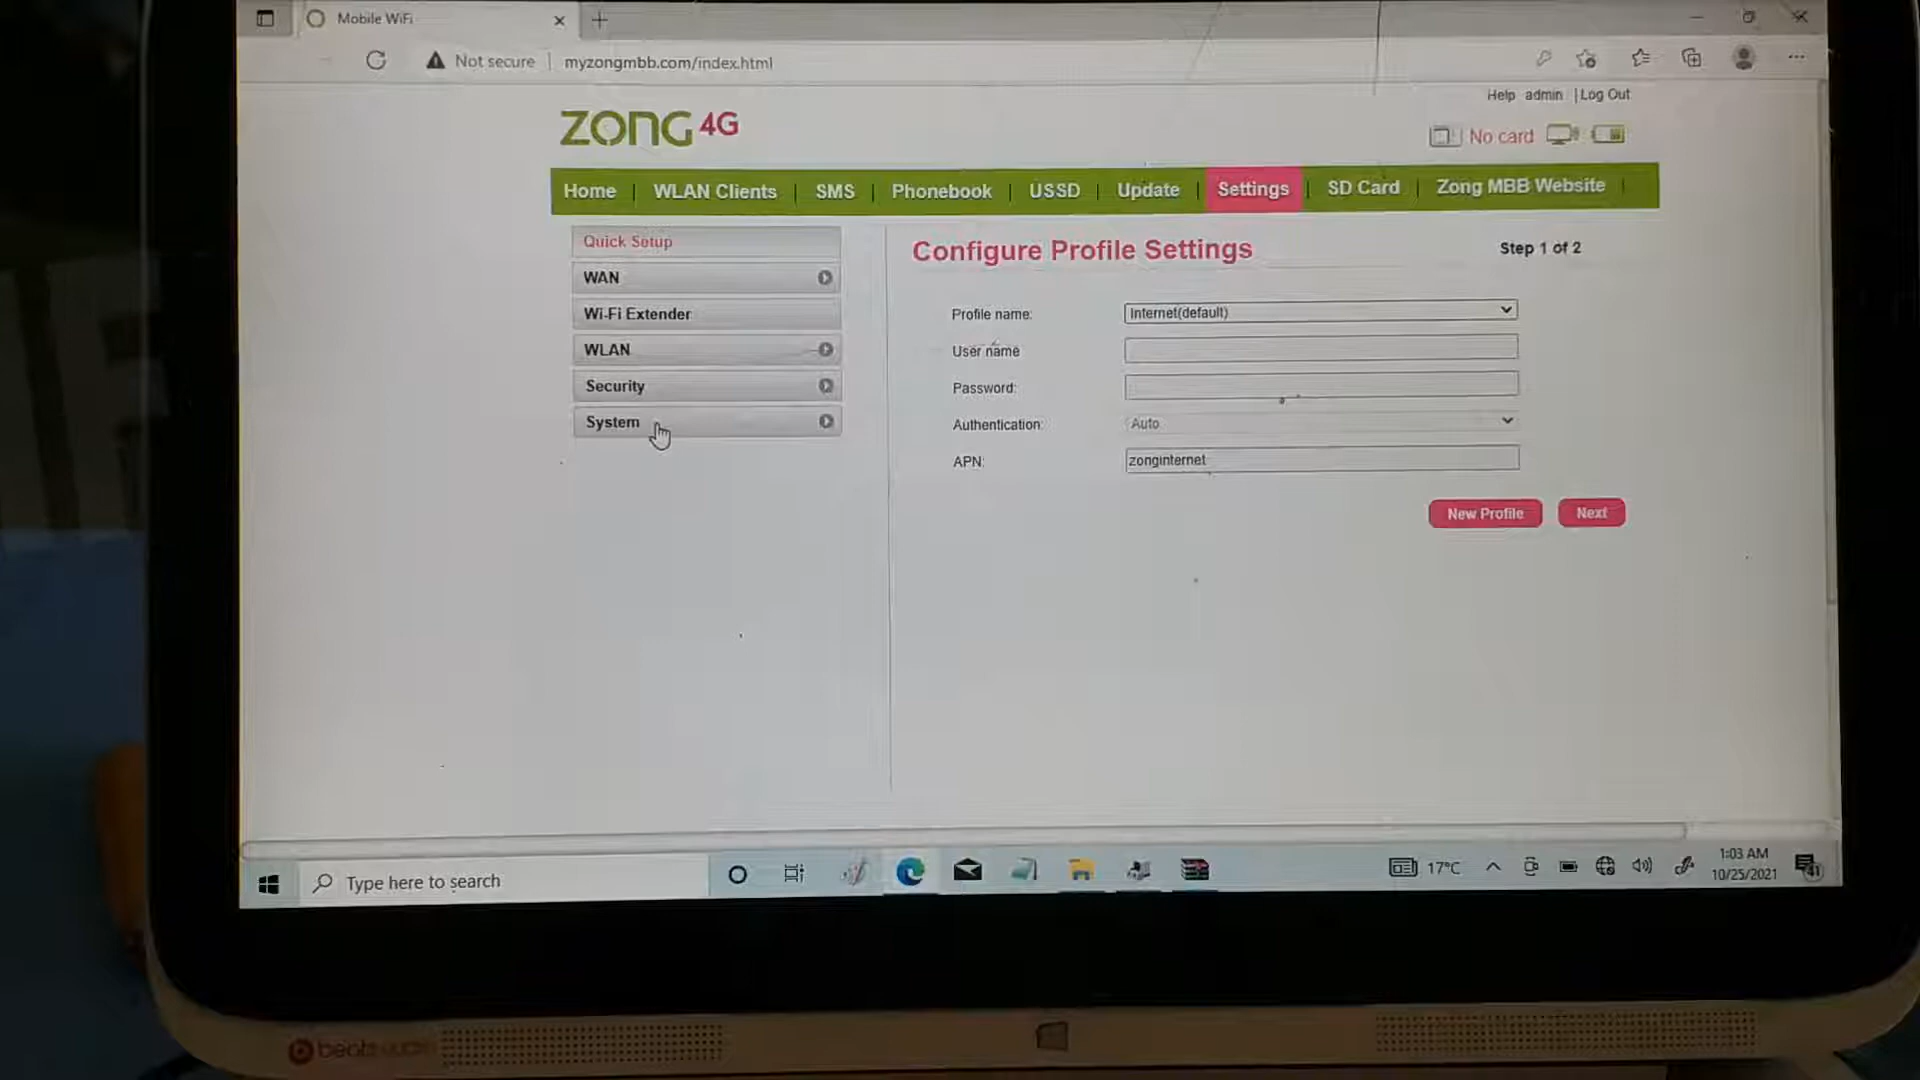 Mobile WiFi
Not secure
myzongmbb.com/index.html
Help admin | Log Out
ZONG 4G
No card
Home | WLAN Clients | SMS | Phonebook | USSD | Update | Settings | SD Card | Zong MBB Website
Quick Setup
WAN
Wi-Fi Extender
WLAN
Security
System
Configure Profile Settings
Step 1 of 2
Profile name: Internet(default)
User name
Password:
Authentication: Auto
APN: zonginternet
New Profile
Next
Type here to search
17°C
1:03 AM
10/25/2021
41